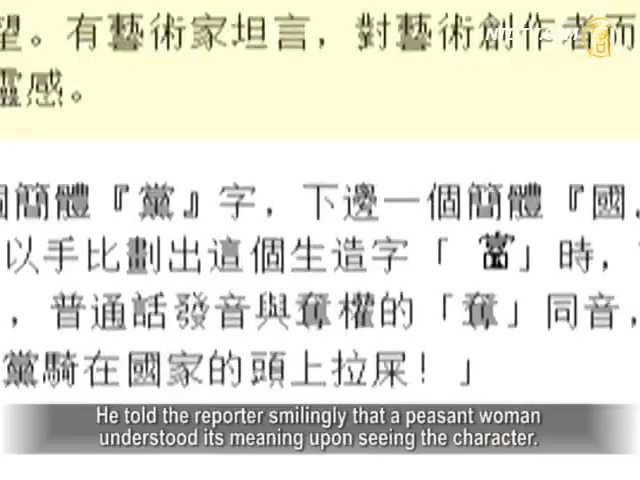 NTDTV.COM
望。有藝術家坦言，對藝術創作者而
靈感。
個簡體『黨』字，下邊一個簡體『國
以手比劃出這個生造字「」時，
，普通話發音與奪權的「奪」同音，
黨騎在國家的頭上拉屎！」
He told the reporter smilingly that a peasant woman
understood its meaning upon seeing the character.